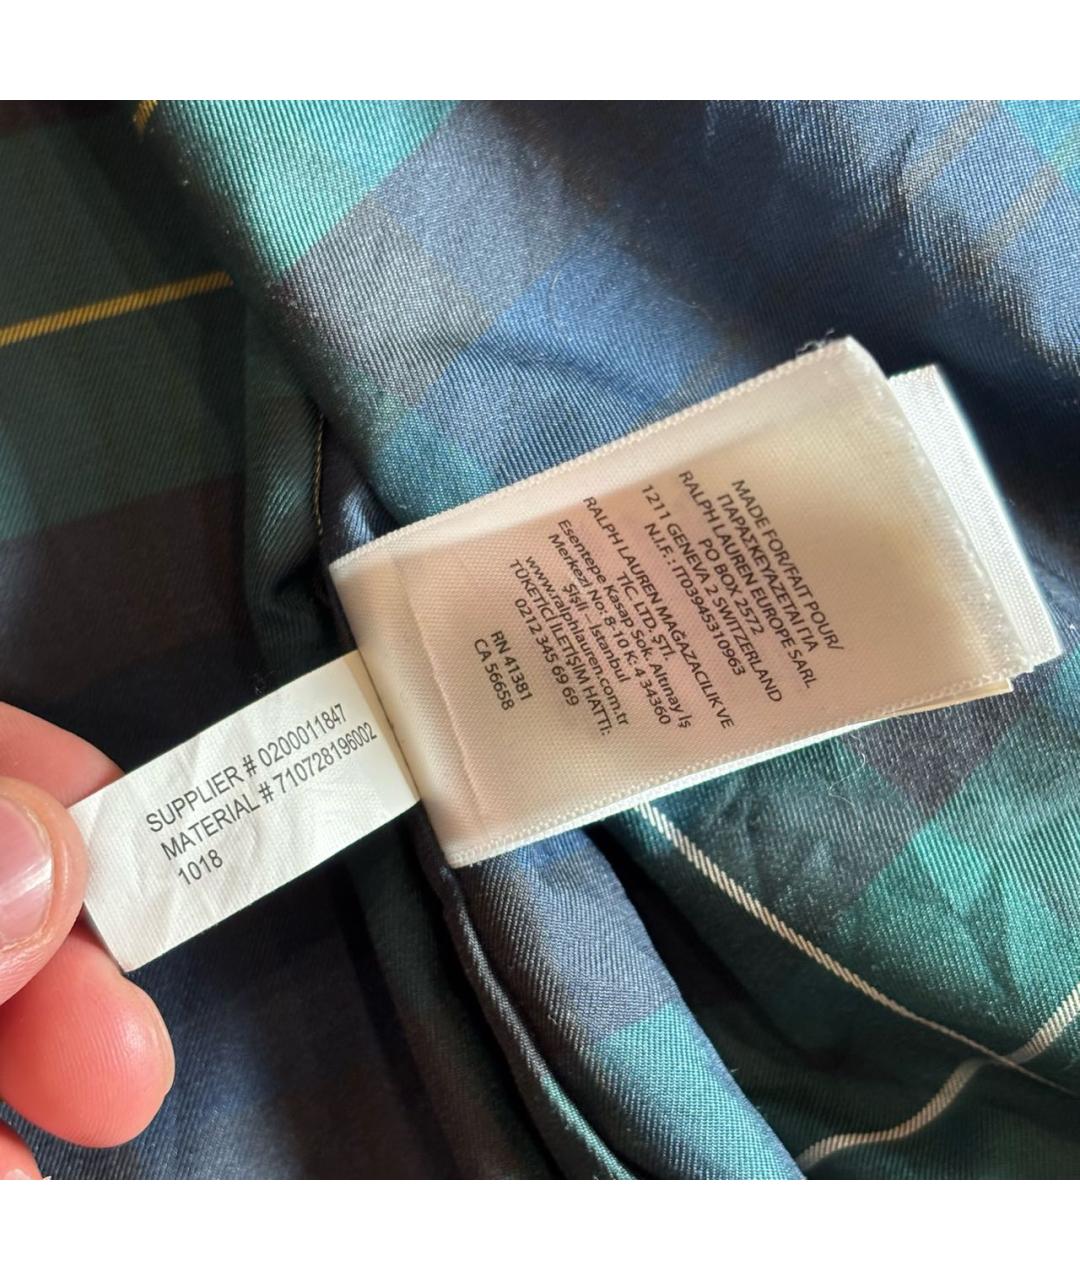 MADE FOR/FAIT POUR/
ΠΑΡΑΣΚΕΥΑΖΕΤΑΙ ΓΙΑ
RALPH LAUREN EUROPE SARL
PO BOX 2572
1211 GENEVA 2 SWITZERLAND
N.I.F.: IT03945310963
RALPH LAUREN MAĞAZACILIK VE
TİC. LTD. ŞTİ.
Esentepe Kasap Sok. Altınay İş
Merkezi No: 8-10 K: 4 34360
Şişli - İstanbul
www.ralphlauren.com.tr
TÜKETİCİ İLETİŞİM HATTI:
0212 345 69 69
RN 41381
CA 56658
SUPPLIER # 0200011847
MATERIAL # 710728196002
1018